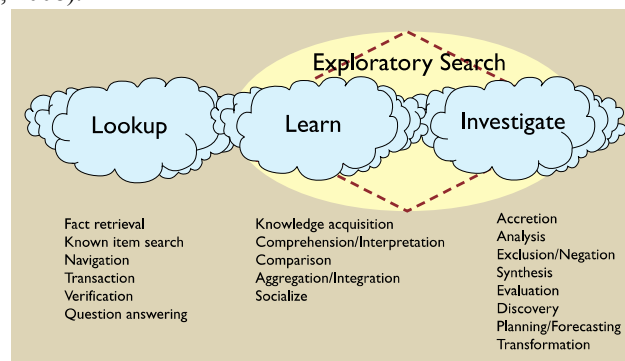 Exploratory Search
Lookup
Learn
Investigate
Fact retrieval
Known item search
Navigation
Transaction
Verification
Question answering
Knowledge acquisition
Comprehension/Interpretation
Comparison
Aggregation/Integration
Socialize
Accretion
Analysis
Exclusion/Negation
Synthesis
Evaluation
Discovery
Planning/Forecasting
Transformation